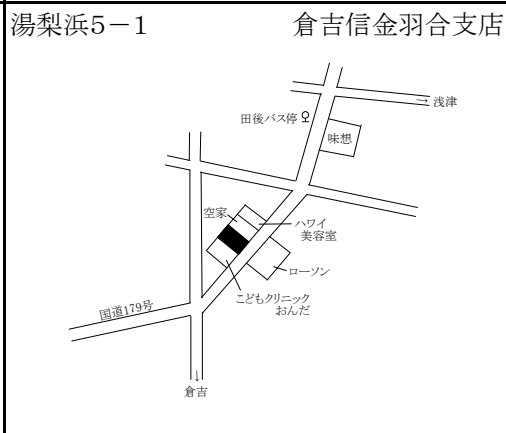 湯梨浜5－1
倉吉信金羽合支店
→ 浅津
田後バス停
味想
空家
ハワイ
美容室
ローソン
こどもクリニック
おんだ
国道179号
↓
倉吉